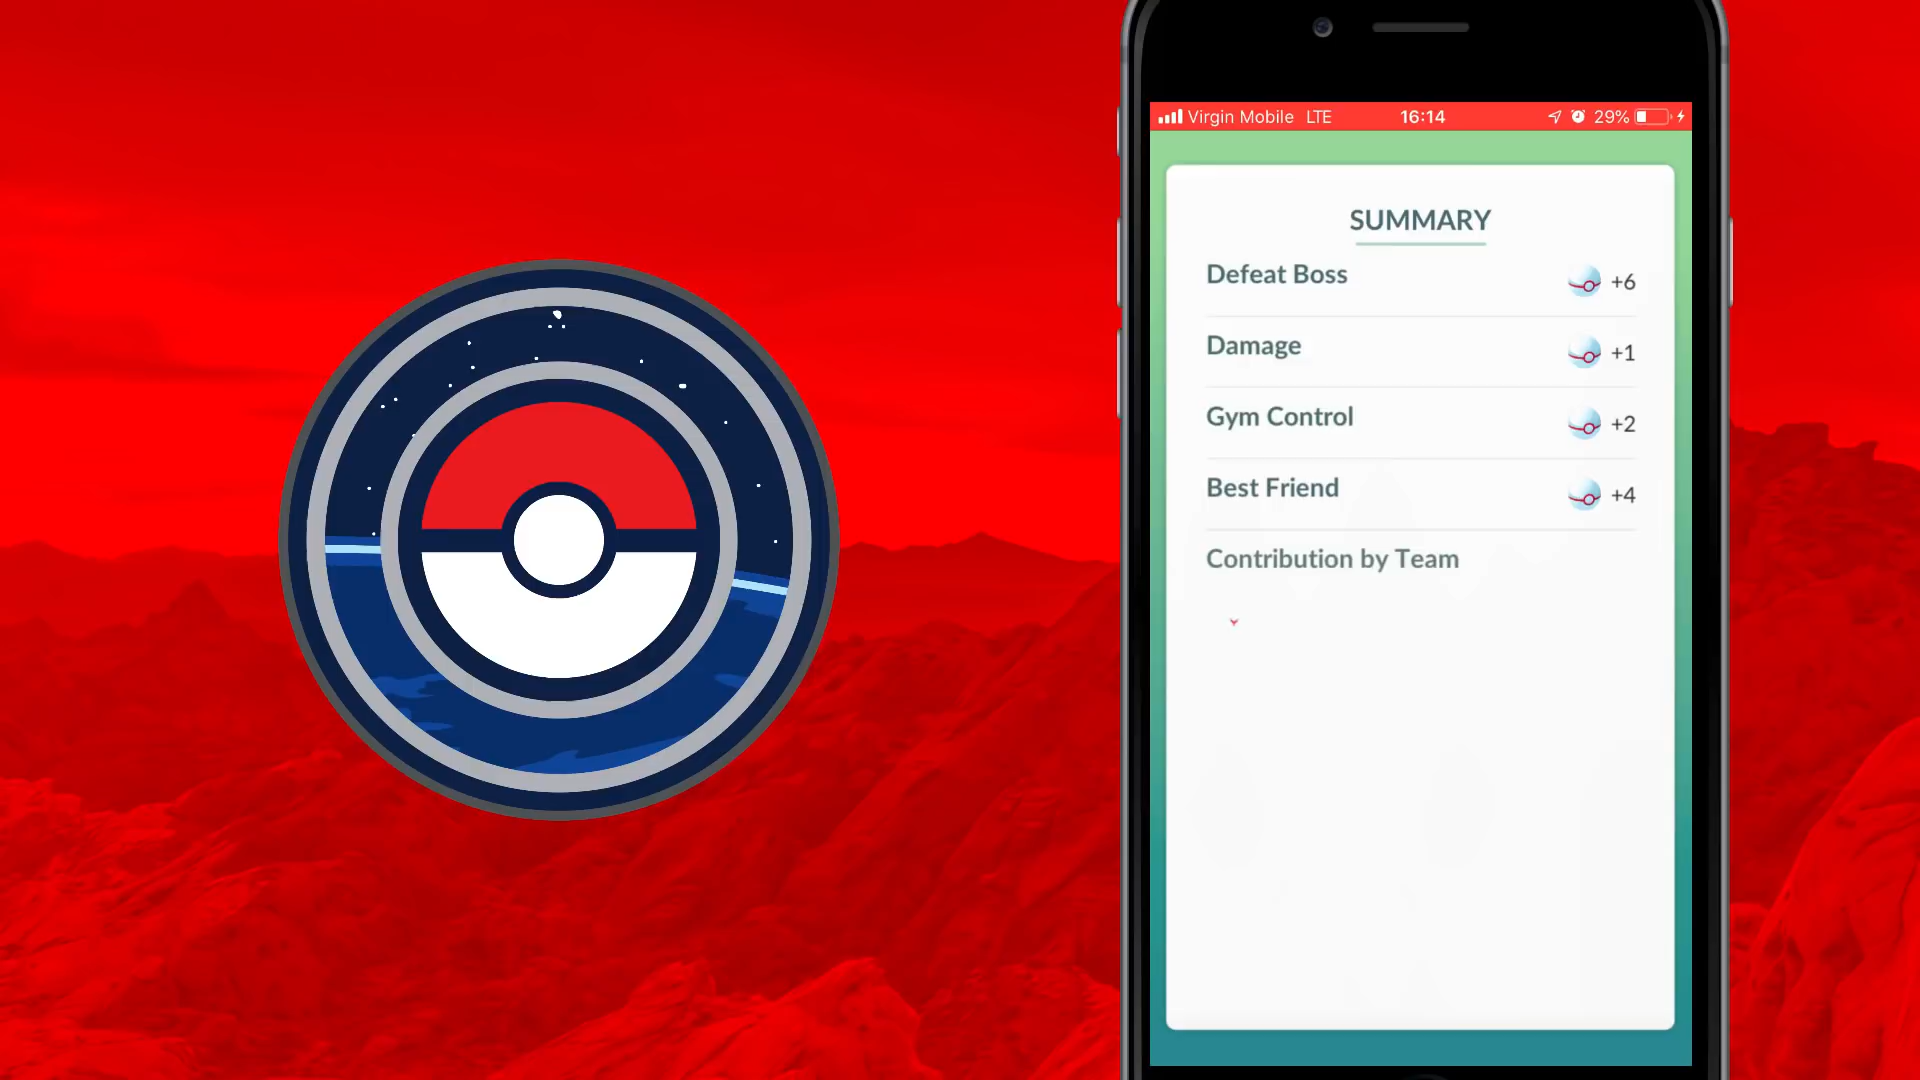 Virgin Mobile LTE 16:14 29%
SUMMARY
Defeat Boss +6
Damage +1
Gym Control +2
Best Friend +4
Contribution by Team